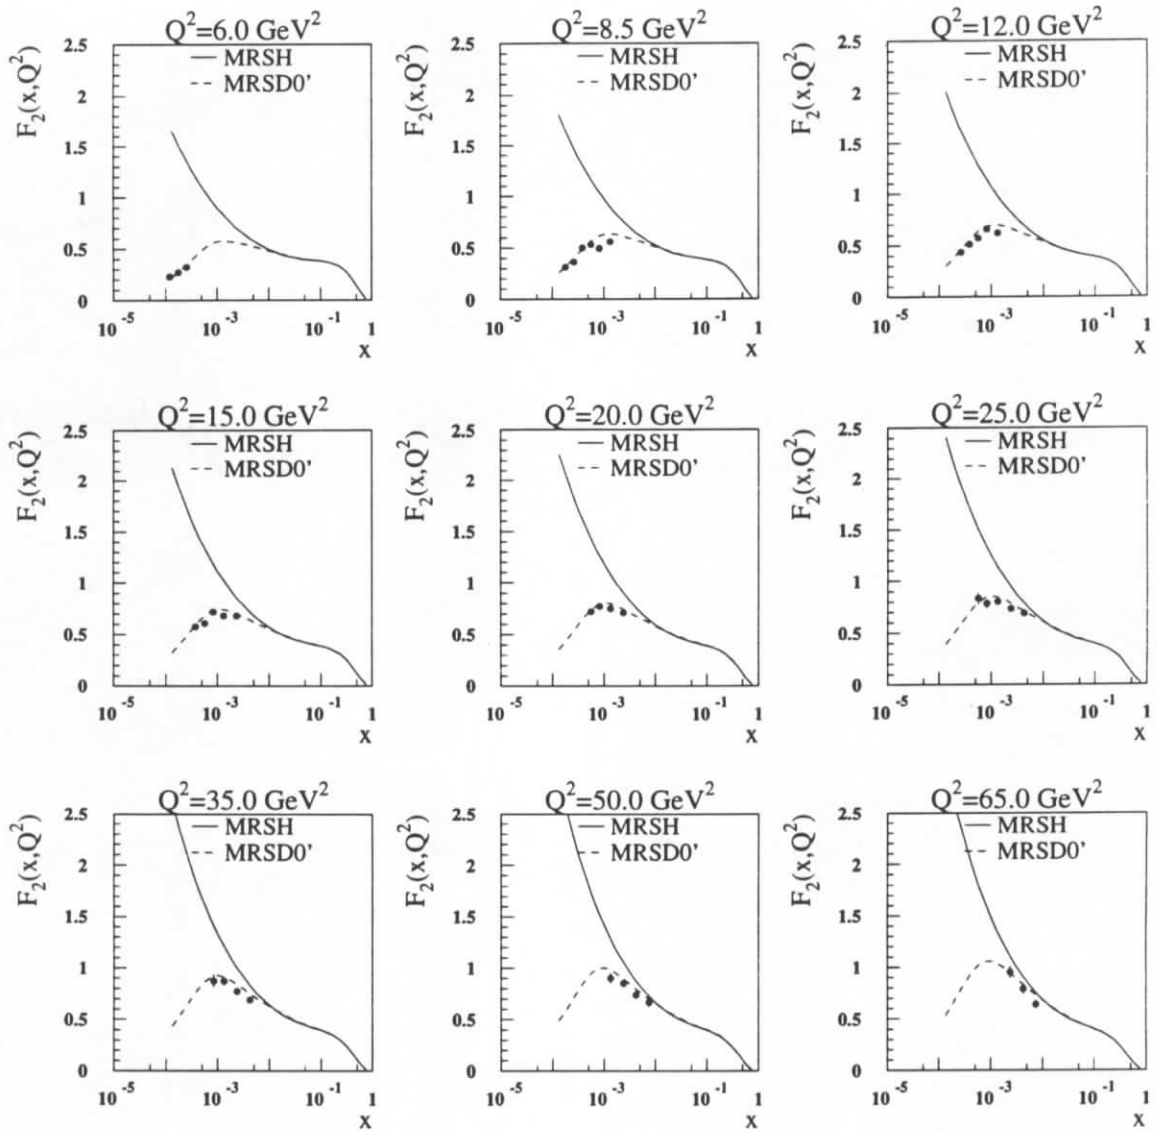 Q²=6.0 GeV²
F₂(x,Q²)
MRSH
MRSD0'
2.5
2
1.5
1
0.5
0
10⁻⁵
10⁻³
10⁻¹
1
x
Q²=8.5 GeV²
F₂(x,Q²)
MRSH
MRSD0'
2.5
2
1.5
1
0.5
0
10⁻⁵
10⁻³
10⁻¹
1
x
Q²=12.0 GeV²
F₂(x,Q²)
MRSH
MRSD0'
2.5
2
1.5
1
0.5
0
10⁻⁵
10⁻³
10⁻¹
1
x
Q²=15.0 GeV²
F₂(x,Q²)
MRSH
MRSD0'
2.5
2
1.5
1
0.5
0
10⁻⁵
10⁻³
10⁻¹
1
x
Q²=20.0 GeV²
F₂(x,Q²)
MRSH
MRSD0'
2.5
2
1.5
1
0.5
0
10⁻⁵
10⁻³
10⁻¹
1
x
Q²=25.0 GeV²
F₂(x,Q²)
MRSH
MRSD0'
2.5
2
1.5
1
0.5
0
10⁻⁵
10⁻³
10⁻¹
1
x
Q²=35.0 GeV²
F₂(x,Q²)
MRSH
MRSD0'
2.5
2
1.5
1
0.5
0
10⁻⁵
10⁻³
10⁻¹
1
x
Q²=50.0 GeV²
F₂(x,Q²)
MRSH
MRSD0'
2.5
2
1.5
1
0.5
0
10⁻⁵
10⁻³
10⁻¹
1
x
Q²=65.0 GeV²
F₂(x,Q²)
MRSH
MRSD0'
2.5
2
1.5
1
0.5
0
10⁻⁵
10⁻³
10⁻¹
1
x